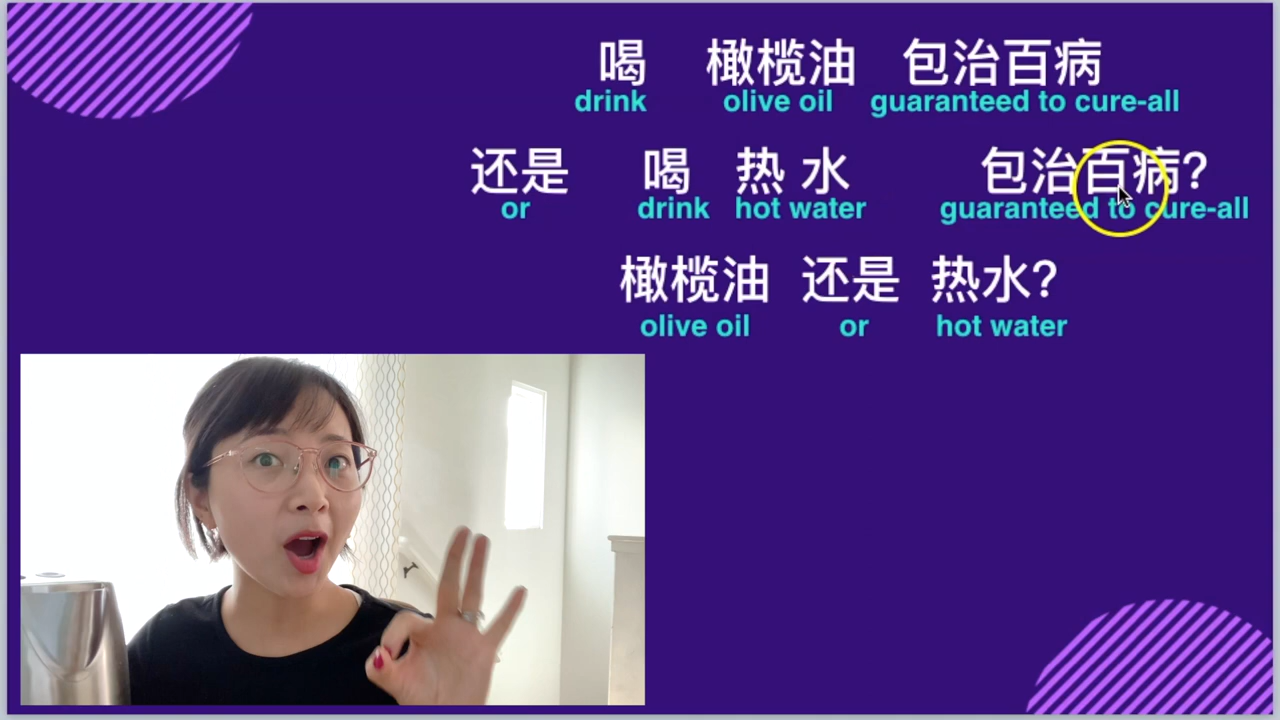 喝 橄榄油 包治百病
drink olive oil guaranteed to cure-all
还是 喝 热 水 包治百病?
or drink hot water guaranteed to cure-all
橄榄油 还是 热水?
olive oil or hot water